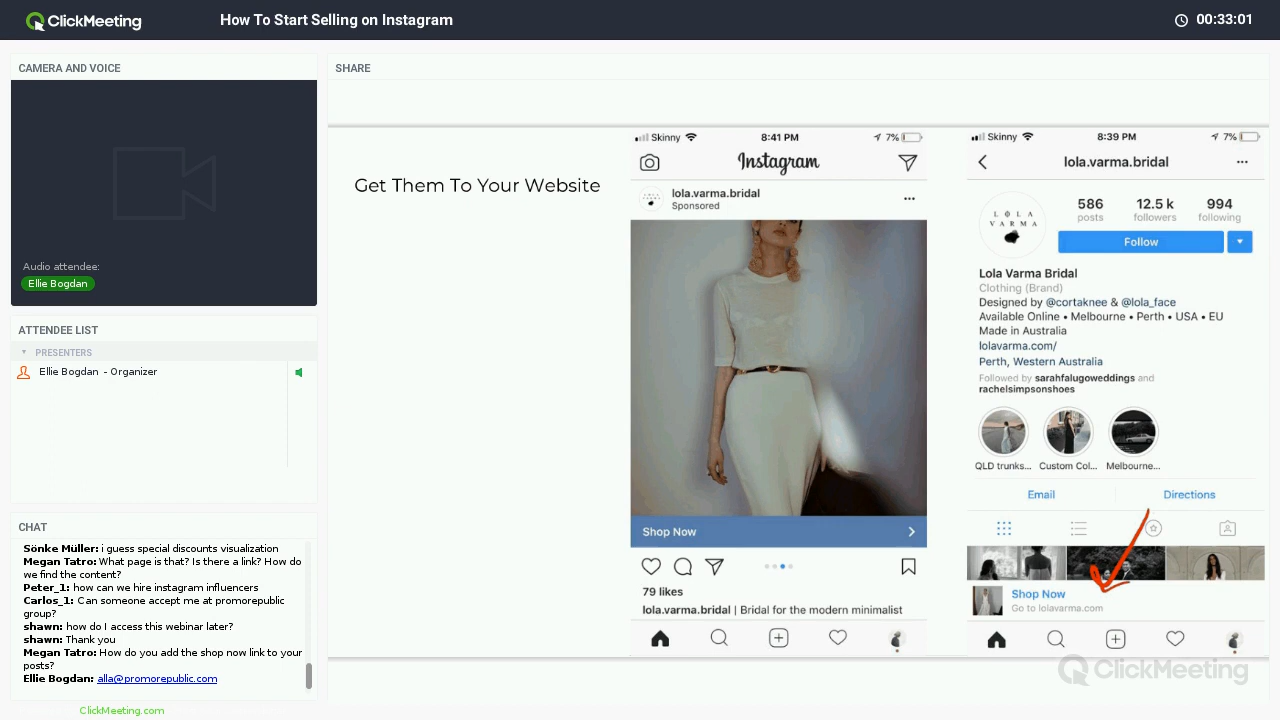 ClickMeeting
How To Start Selling on Instagram
00:33:01
CAMERA AND VOICE
Audio attendee:
Ellie Bogdan
ATTENDEE LIST
PRESENTERS
Ellie Bogdan - Organizer
CHAT
Sönke Müller: i guess special discounts visualization
Megan Tatro: What page is that? Is there a link? How do
we find the content?
Peter_1: how can we hire instagram influencers
Carlos_1: Can someone accept me at promorepublic
group?
shawn: how do I access this webinar later?
shawn: Thank you
Megan Tatro: How do you add the shop now link to your
posts?
Ellie Bogdan: alla@promorepublic.com
ClickMeeting.com
SHARE
Get Them To Your Website
Skinny
8:41 PM
7%
Instagram
lola.varma.bridal
Sponsored
Shop Now
79 likes
lola.varma.bridal | Bridal for the modern minimalist
Skinny
8:39 PM
7%
lola.varma.bridal
LOLA
VARMA
586
12.5 k
994
posts
followers
following
Follow
Lola Varma Bridal
Clothing (Brand)
Designed by @cortaknee & @lola_face
Available Online • Melbourne • Perth • USA • EU
Made in Australia
lolavarma.com/
Perth, Western Australia
Followed by sarahfalugoweddings and
rachelsimpsonshoes
QLD trunks...
Custom Col...
Melbourne...
Email
Directions
Shop Now
Go to lolavarma.com
ClickMeeting